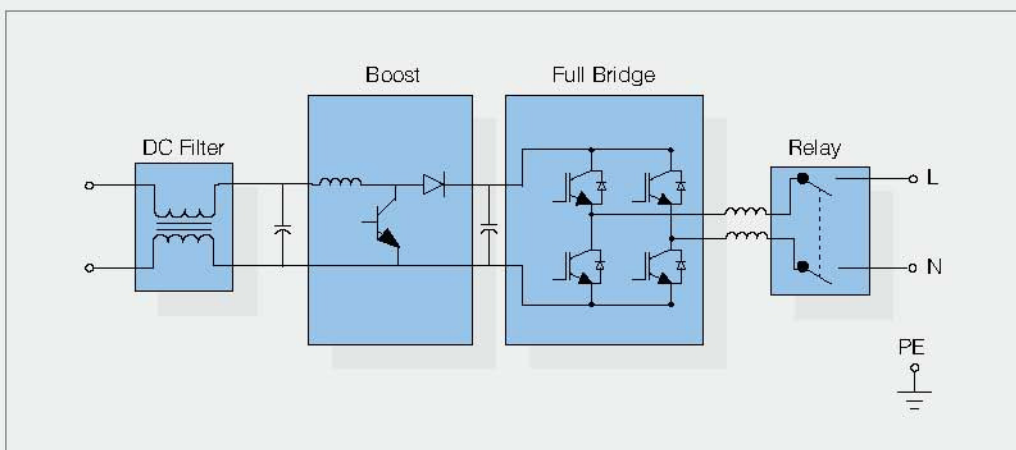 Boost
Full Bridge
DC Filter
Relay
L
N
PE